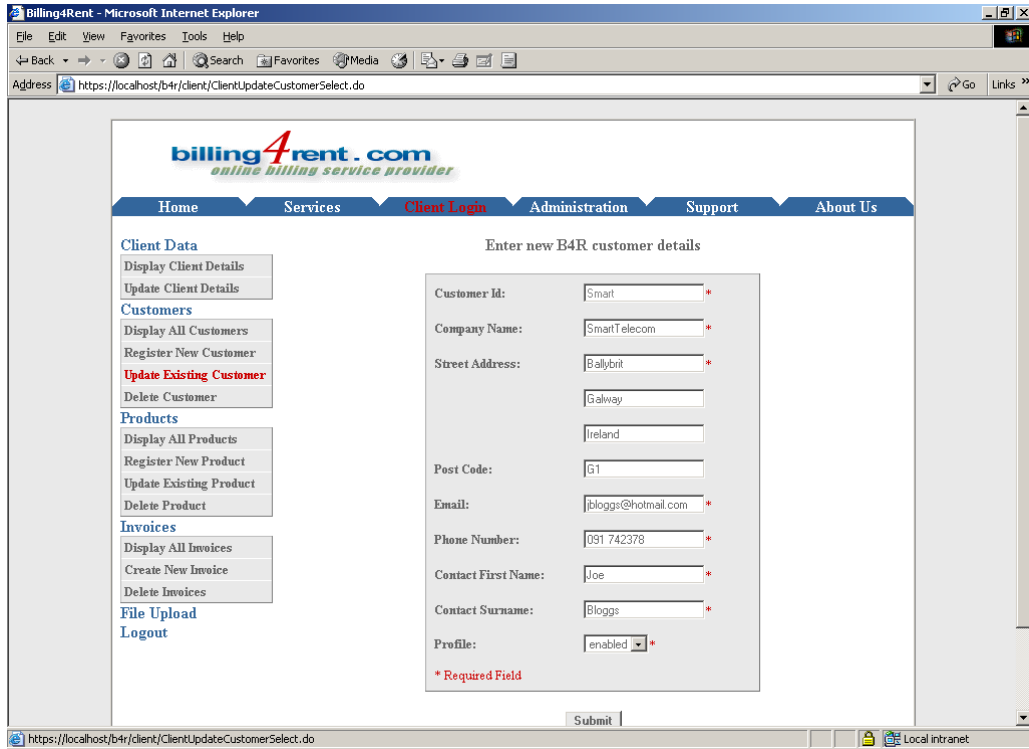 Billing4Rent - Microsoft Internet Explorer
File Edit View Favorites Tools Help
Back Search Favorites Media
Address https://localhost/b4r/client/ClientUpdateCustomerSelect.do Go Links »
billing4rent.com
online billing service provider
Home Services Client Login Administration Support About Us
Client Data
Display Client Details
Update Client Details
Customers
Display All Customers
Register New Customer
Update Existing Customer
Delete Customer
Products
Display All Products
Register New Product
Update Existing Product
Delete Product
Invoices
Display All Invoices
Create New Invoice
Delete Invoices
File Upload
Logout
Enter new B4R customer details
Customer Id: Smart *
Company Name: SmartTelecom *
Street Address: Ballybrit *
Galway
Ireland
Post Code: G1
Email: jbloggs@hotmail.com *
Phone Number: 091 742378 *
Contact First Name: Joe *
Contact Surname: Bloggs *
Profile: enabled *
* Required Field
Submit
https://localhost/b4r/client/ClientUpdateCustomerSelect.do Local intranet